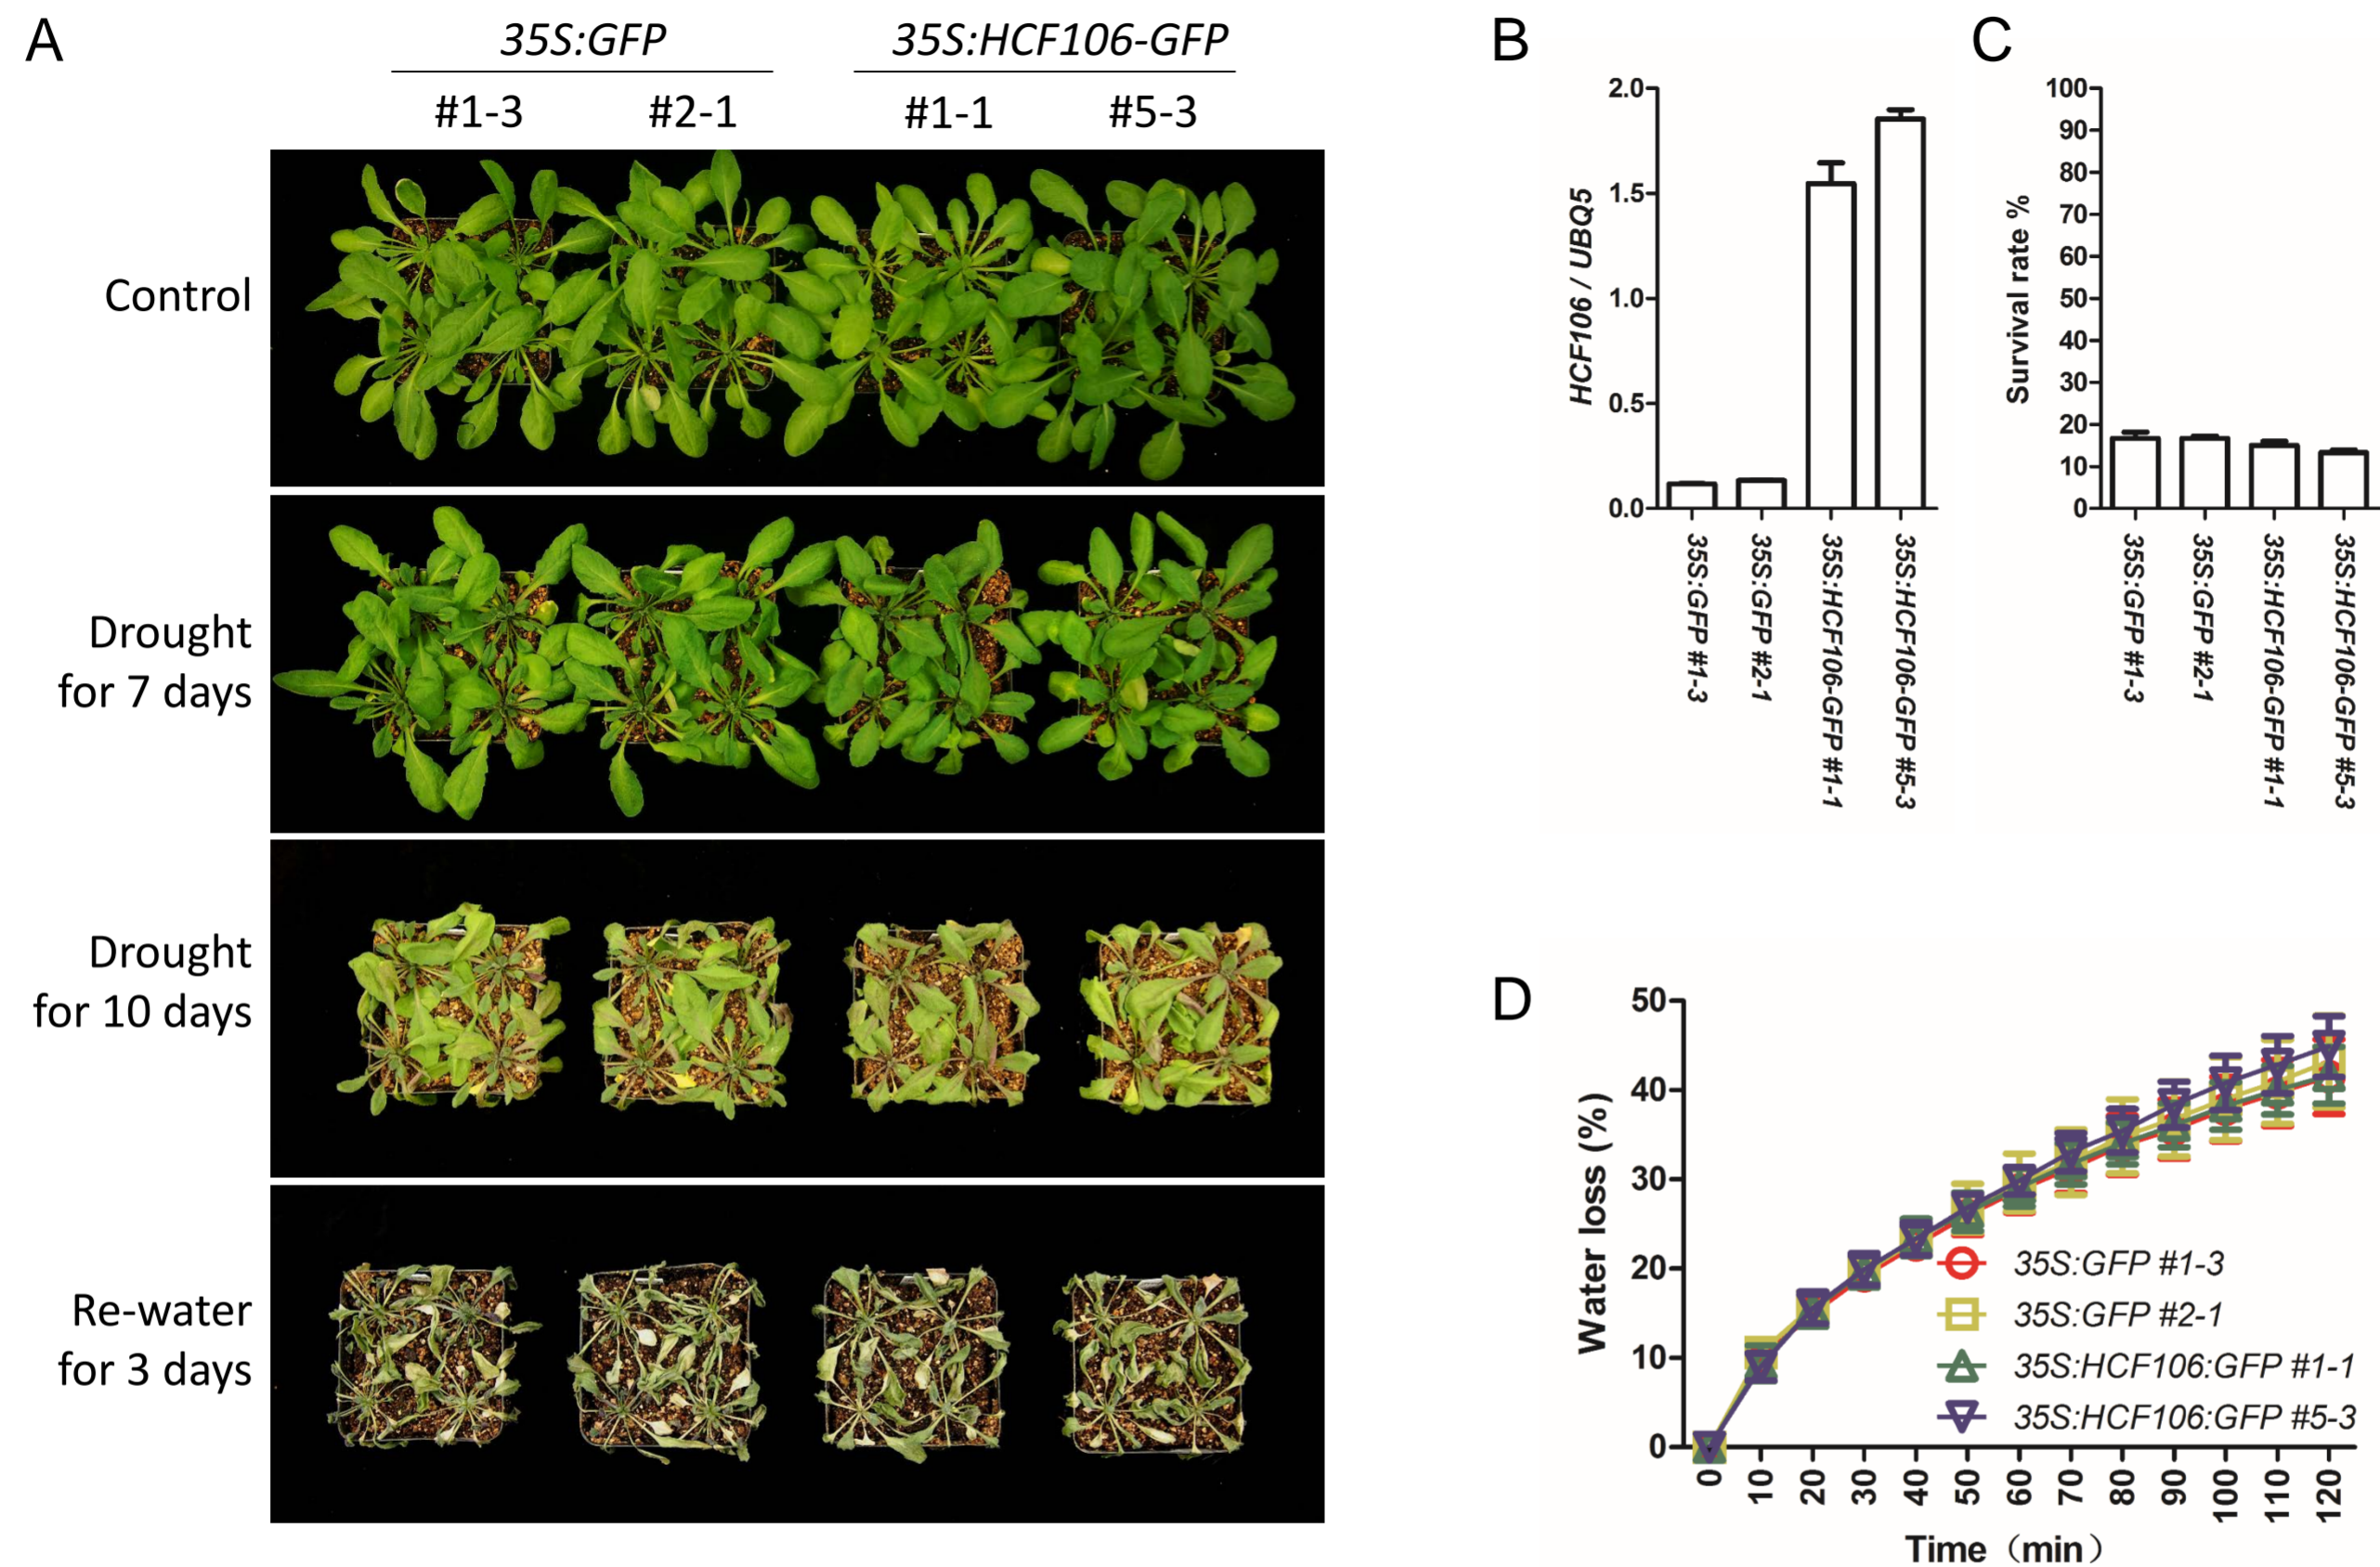 A
35S:GFP
35S:HCF106-GFP
#1-3
#2-1
#1-1
#5-3
Control
Drought
for 7 days
Drought
for 10 days
Re-water
for 3 days
B
HCF106 / UBQ5
2.0
1.5
1.0
0.5
0.0
35S:GFP #1-3
35S:GFP #2-1
35S:HCF106-GFP #1-1
35S:HCF106-GFP #5-3
C
Survival rate %
100
90
80
70
60
50
40
30
20
10
0
35S:GFP #1-3
35S:GFP #2-1
35S:HCF106-GFP #1-1
35S:HCF106-GFP #5-3
D
Water loss (%)
50
40
30
20
10
0
35S:GFP #1-3
35S:GFP #2-1
35S:HCF106:GFP #1-1
35S:HCF106:GFP #5-3
0 10 20 30 40 50 60 70 80 90 100 110 120
Time（min）